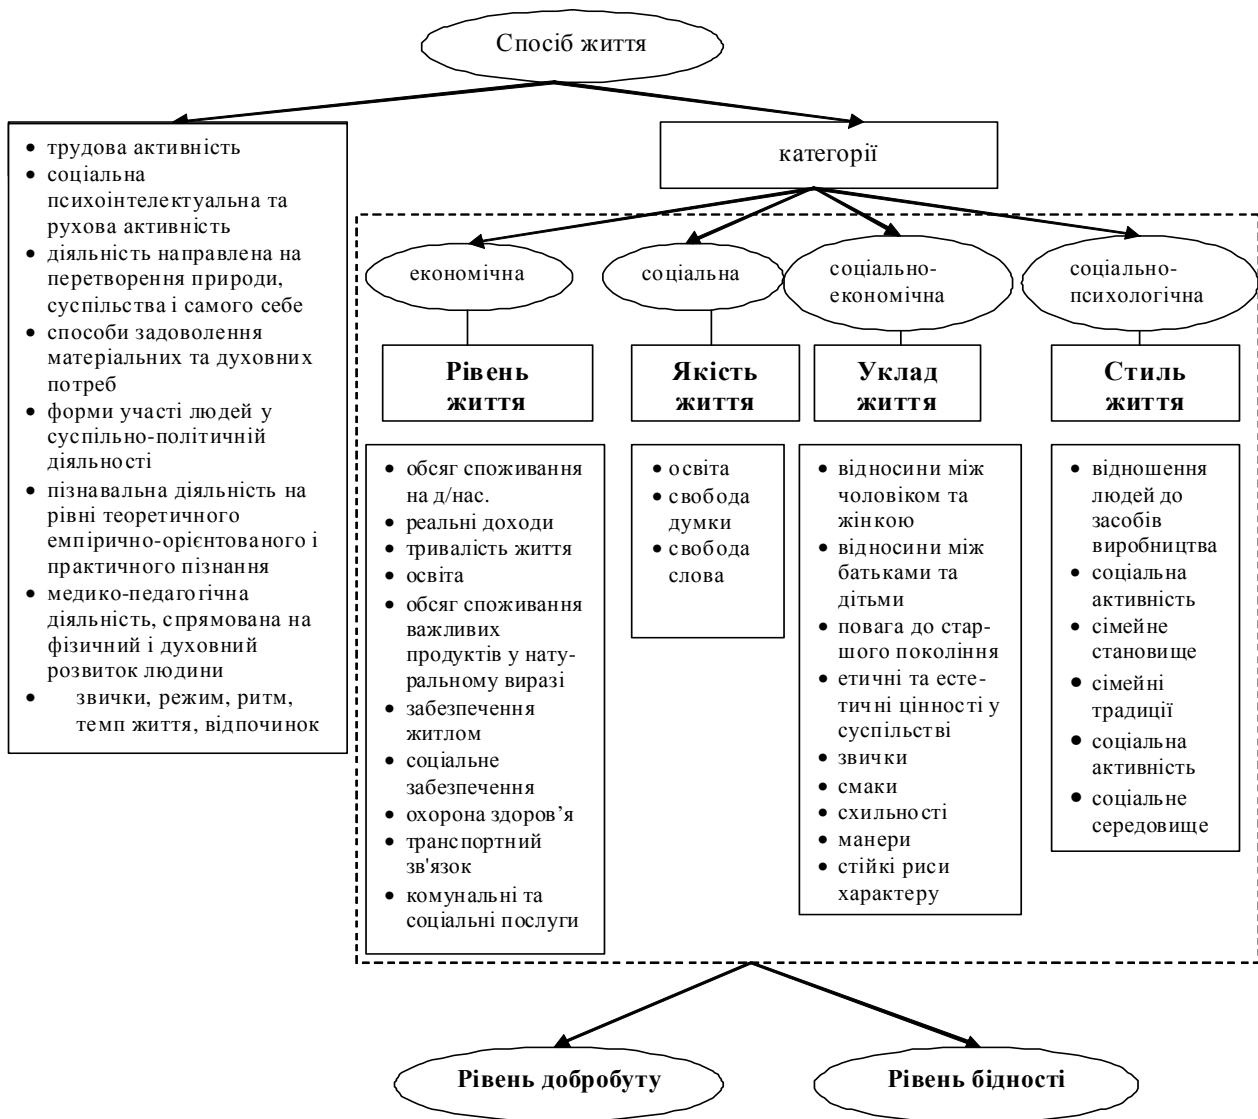 Спосіб життя
• трудова активність
• соціальна
психоінтелектуальна та
рухова активність
• діяльність направлена на
перетворення природи,
суспільства і самого себе
• способи задоволення
матеріальних та духовних
потреб
• форми участі людей у
суспільно-політичній
діяльності
• пізнавальна діяльність на
рівні теоретичного
емпірично-орієнтованого і
практичного пізнання
• медико-педагогічна
діяльність, спрямована на
фізичний і духовний
розвиток людини
• звички, режим, ритм,
темп життя, відпочинок
категорії
економічна
соціальна
соціально-
економічна
соціально-
психологічна
Рівень
життя
Якість
життя
Уклад
життя
Стиль
життя
• обсяг споживання
на д/нас.
• реальні доходи
• тривалість життя
• освіта
• обсяг споживання
важливих
продуктів у нату-
ральному виразі
• забезпечення
житлом
• соціальне
забезпечення
• охорона здоров’я
• транспортний
зв'язок
• комунальні та
соціальні послуги
• освіта
• свобода
думки
• свобода
слова
• відносини між
чоловіком та
жінкою
• відносини між
батьками та
дітьми
• повага до стар-
шого покоління
• етичні та есте-
тичні цінності у
суспільстві
• звички
• смаки
• схильності
• манери
• стійкі риси
характеру
• відношення
людей до
засобів
виробництва
• соціальна
активність
• сімейне
становище
• сімейні
традиції
• соціальна
активність
• соціальне
середовище
Рівень добробуту
Рівень бідності